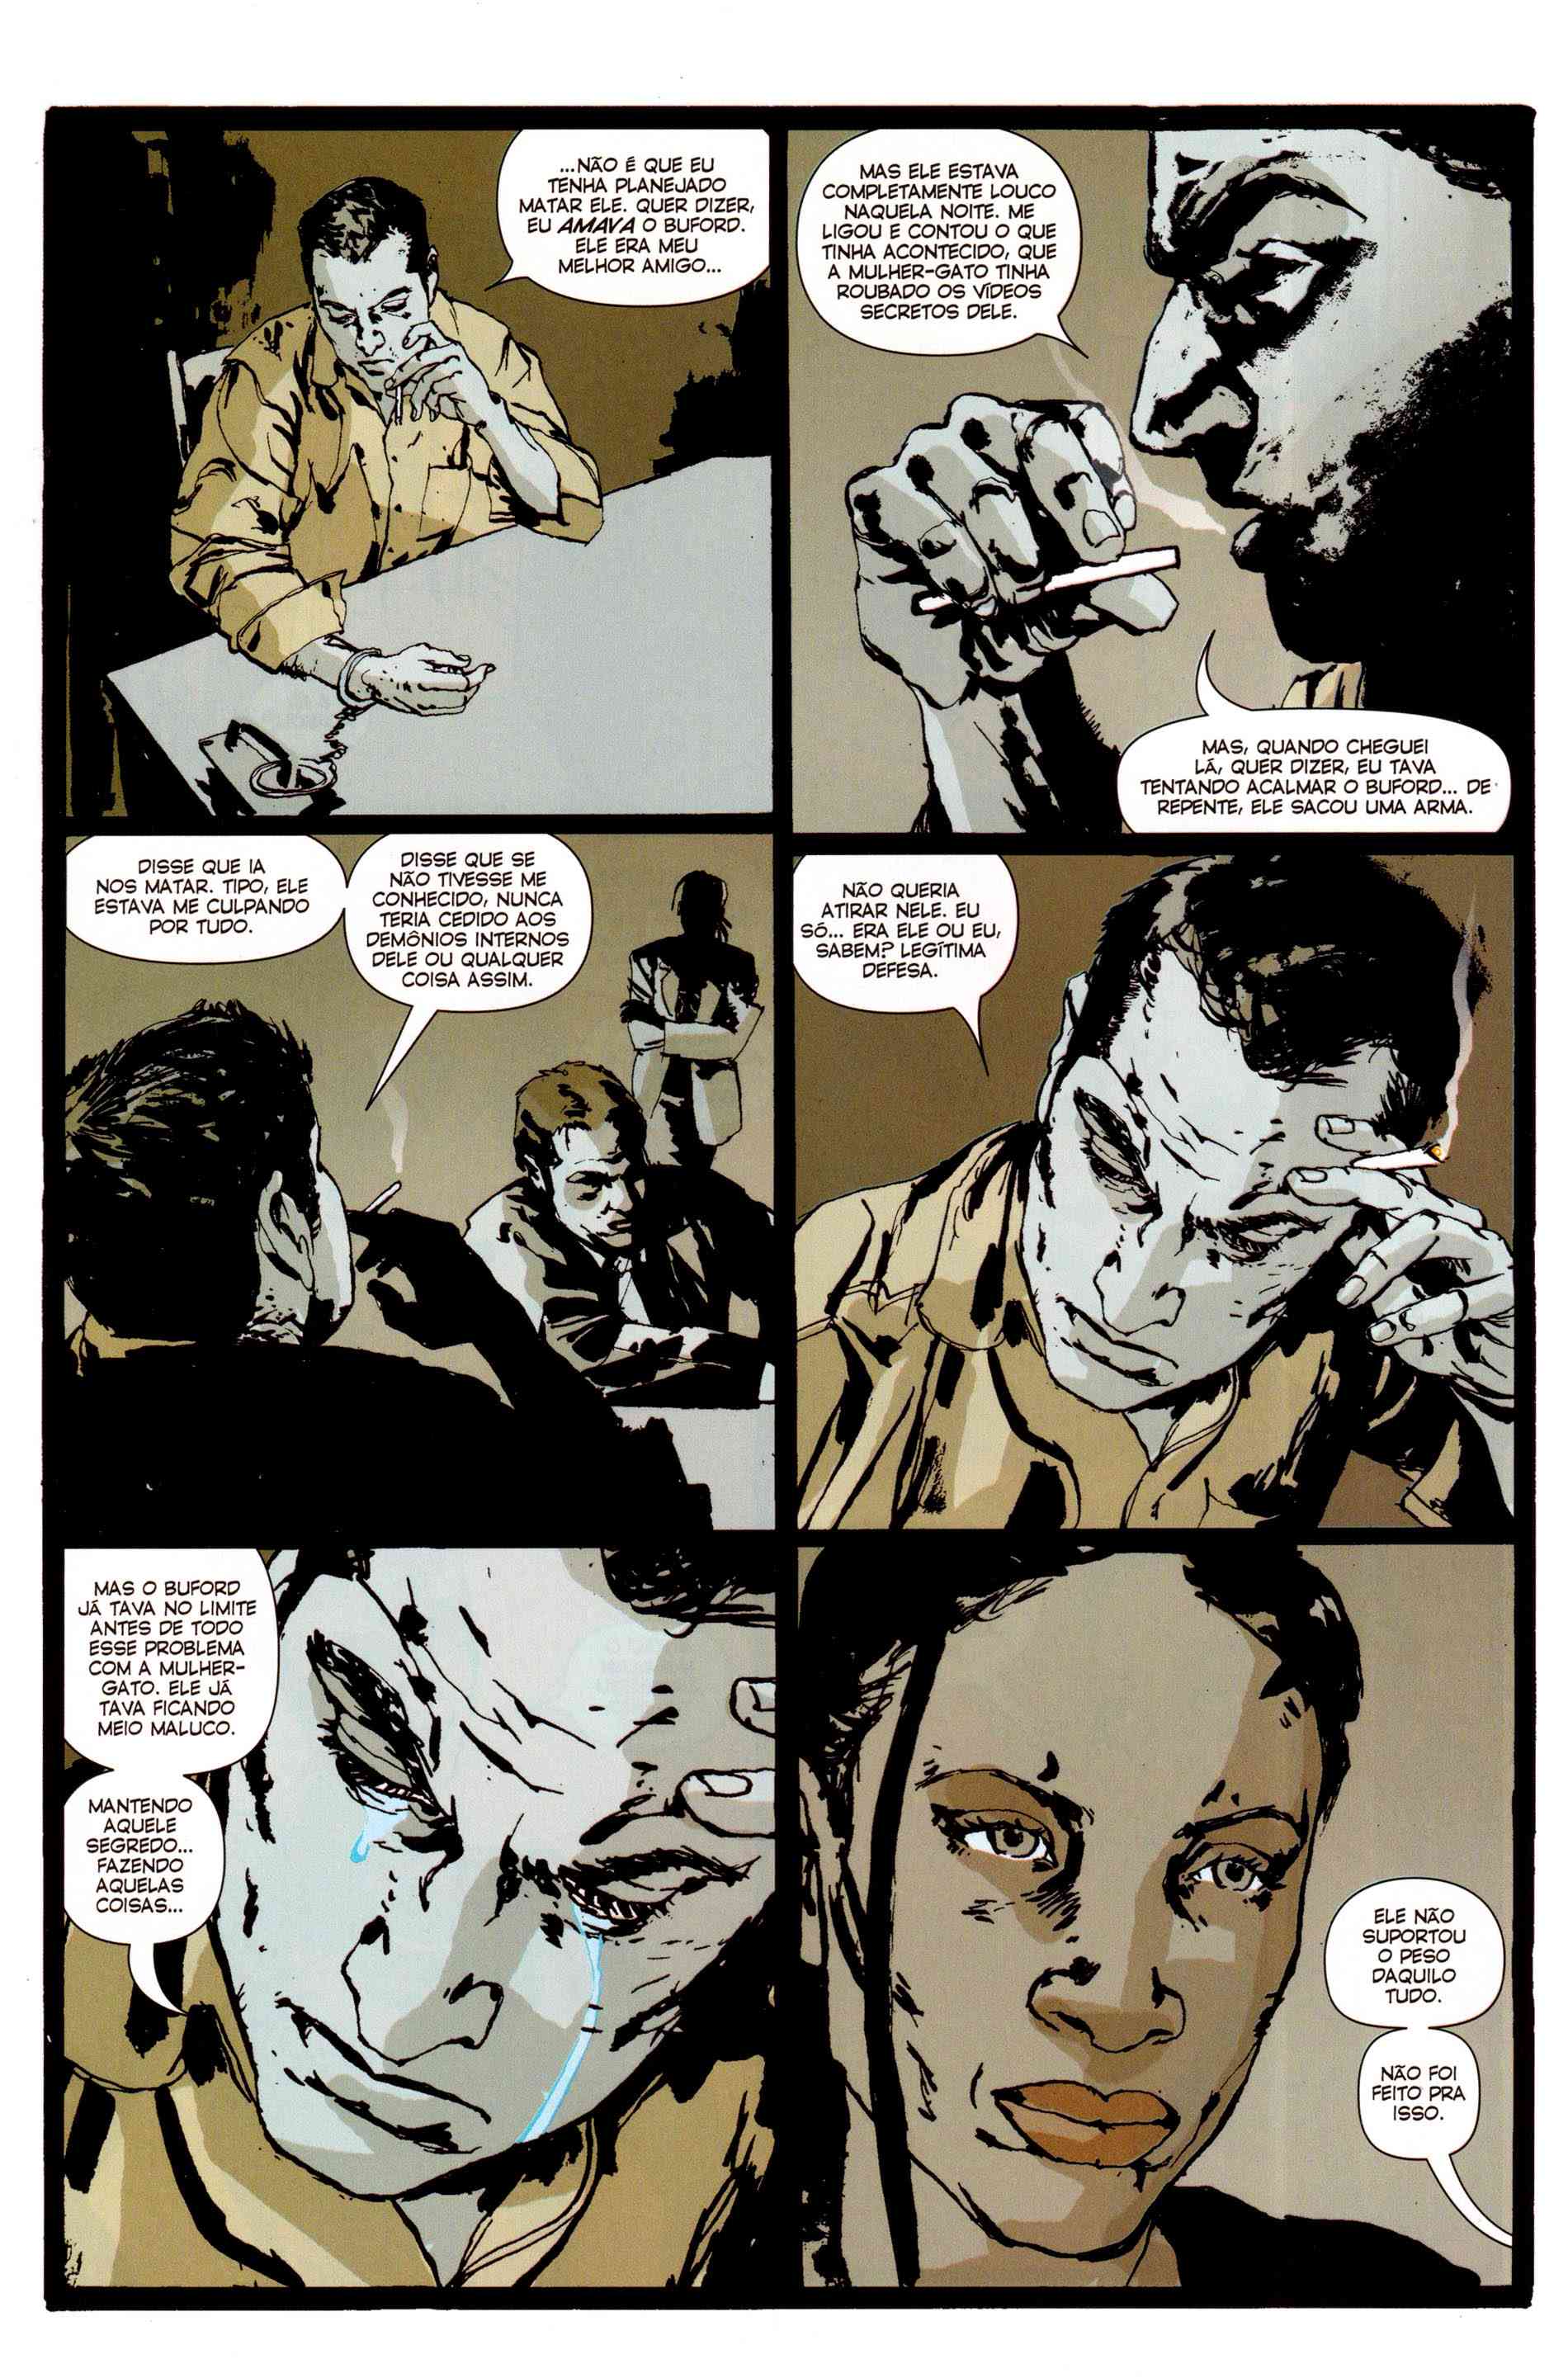 ...NÃO É QUE EU
TENHA PLANEJADO
MATAR ELE. QUER DIZER,
EU AMAVA O BUFORD.
ELE ERA MEU
MELHOR AMIGO...
MAS ELE ESTAVA
COMPLETAMENTE LOUCO
NAQUELA NOITE. ME
LIGOU E CONTOU O QUE
TINHA ACONTECIDO, QUE
A MULHER-GATO TINHA
ROUBADO OS VÍDEOS
SECRETOS DELE.
MAS, QUANDO CHEGUEI
LÁ, QUER DIZER, EU TAVA
TENTANDO ACALMAR O BUFORD... DE
REPENTE, ELE SACOU UMA ARMA.
DISSE QUE IA
NOS MATAR. TIPO, ELE
ESTAVA ME CULPANDO
POR TUDO.
DISSE QUE SE
NÃO TIVESSE ME
CONHECIDO, NUNCA
TERIA CEDIDO AOS
DEMÔNIOS INTERNOS
DELE OU QUALQUER
COISA ASSIM.
NÃO QUERIA
ATIRAR NELE. EU
SÓ... ERA ELE OU EU,
SABEM? LEGÍTIMA
DEFESA.
MAS O BUFORD
JÁ TAVA NO LIMITE
ANTES DE TODO
ESSE PROBLEMA
COM A MULHER-
GATO. ELE JÁ
TAVA FICANDO
MEIO MALUCO.
MANTENDO
AQUELE
SEGREDO...
FAZENDO
AQUELAS
COISAS...
ELE NÃO
SUPORTOU
O PESO
DAQUILO
TUDO.
NÃO FOI
FEITO PRA
ISSO.